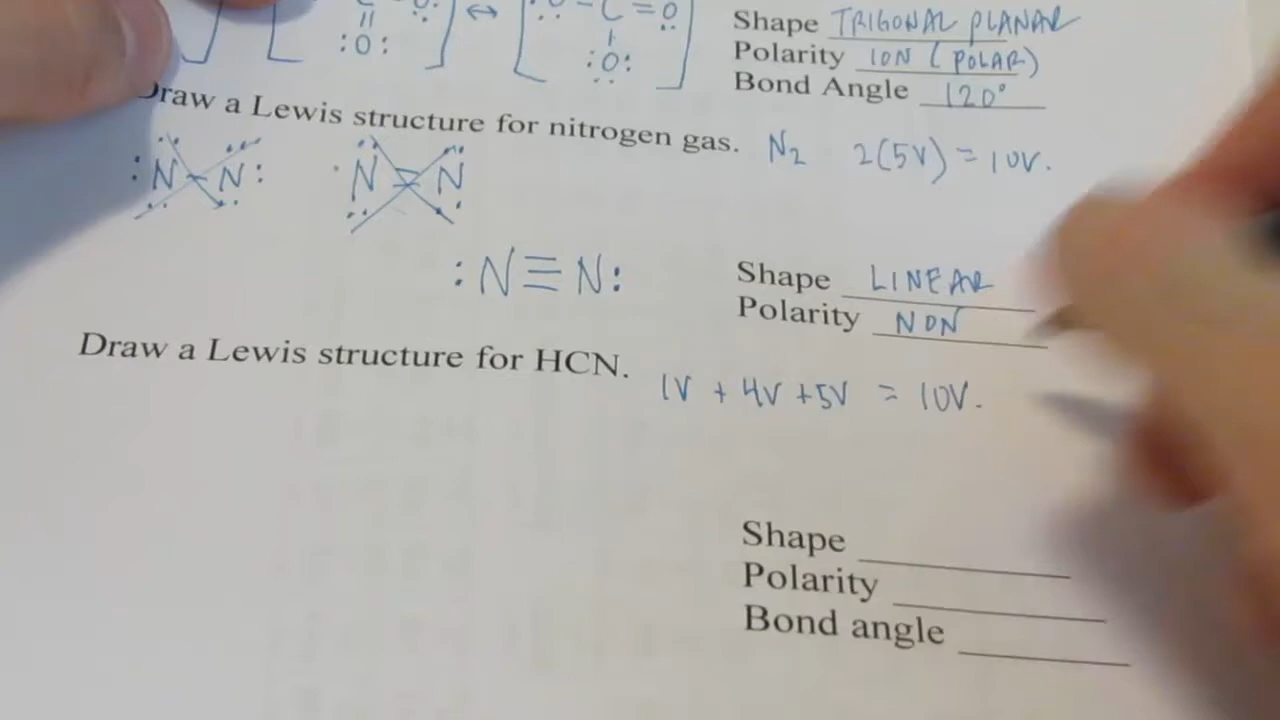 :O: :O:
Shape TRIGONAL PLANAR
Polarity ION (POLAR)
Bond Angle 120°
Draw a Lewis structure for nitrogen gas. N₂ 2(5V) = 10V.
:N-N: N=N
:N≡N:
Shape LINEAR
Polarity NON
Draw a Lewis structure for HCN. 1V + 4V + 5V = 10V.
Shape
Polarity
Bond angle